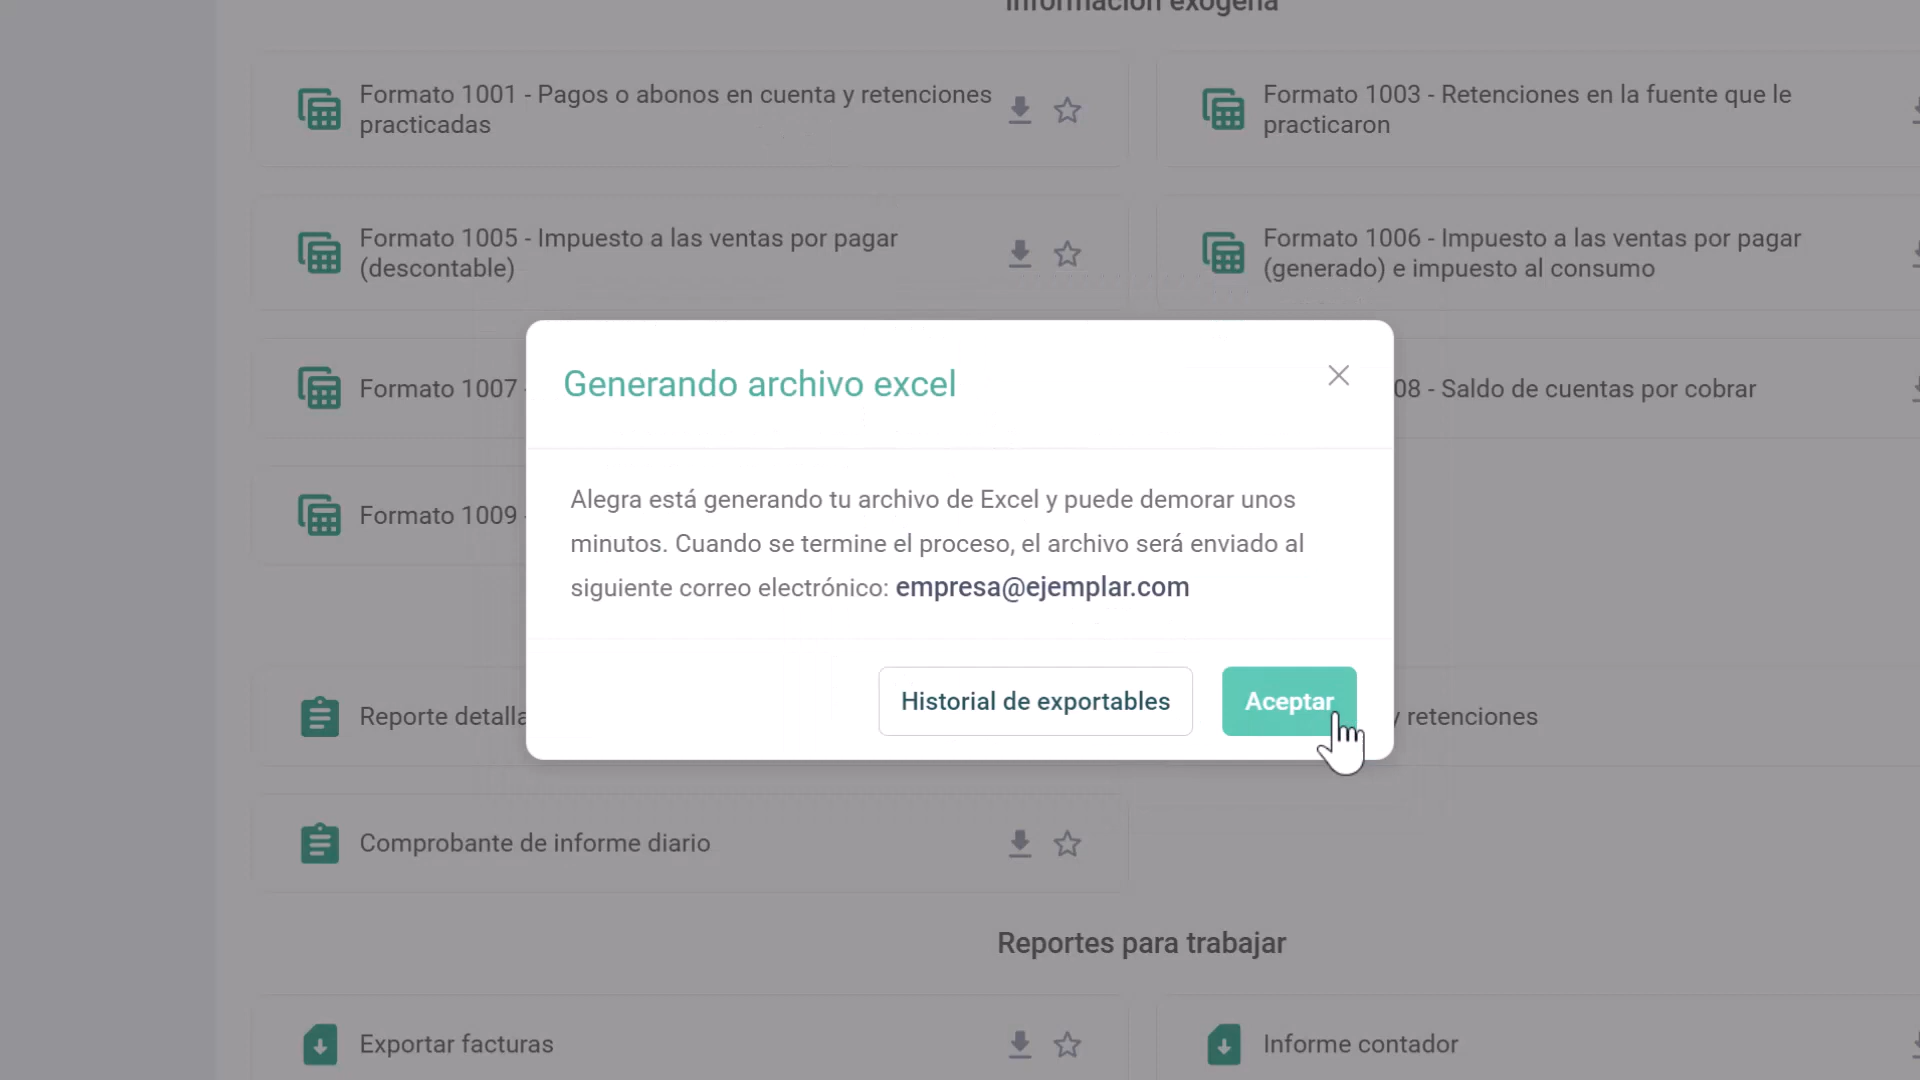 Información exógena
Formato 1001 - Pagos o abonos en cuenta y retenciones
practicadas
Formato 1003 - Retenciones en la fuente que le
practicaron
Formato 1005 - Impuesto a las ventas por pagar
(descontable)
Formato 1006 - Impuesto a las ventas por pagar
(generado) e impuesto al consumo
Formato 1007 -
08 - Saldo de cuentas por cobrar
Formato 1009 -
Generando archivo excel
Alegra está generando tu archivo de Excel y puede demorar unos
minutos. Cuando se termine el proceso, el archivo será enviado al
siguiente correo electrónico: empresa@ejemplar.com
Historial de exportables
Aceptar
Reporte detalla
y retenciones
Comprobante de informe diario
Reportes para trabajar
Exportar facturas
Informe contador